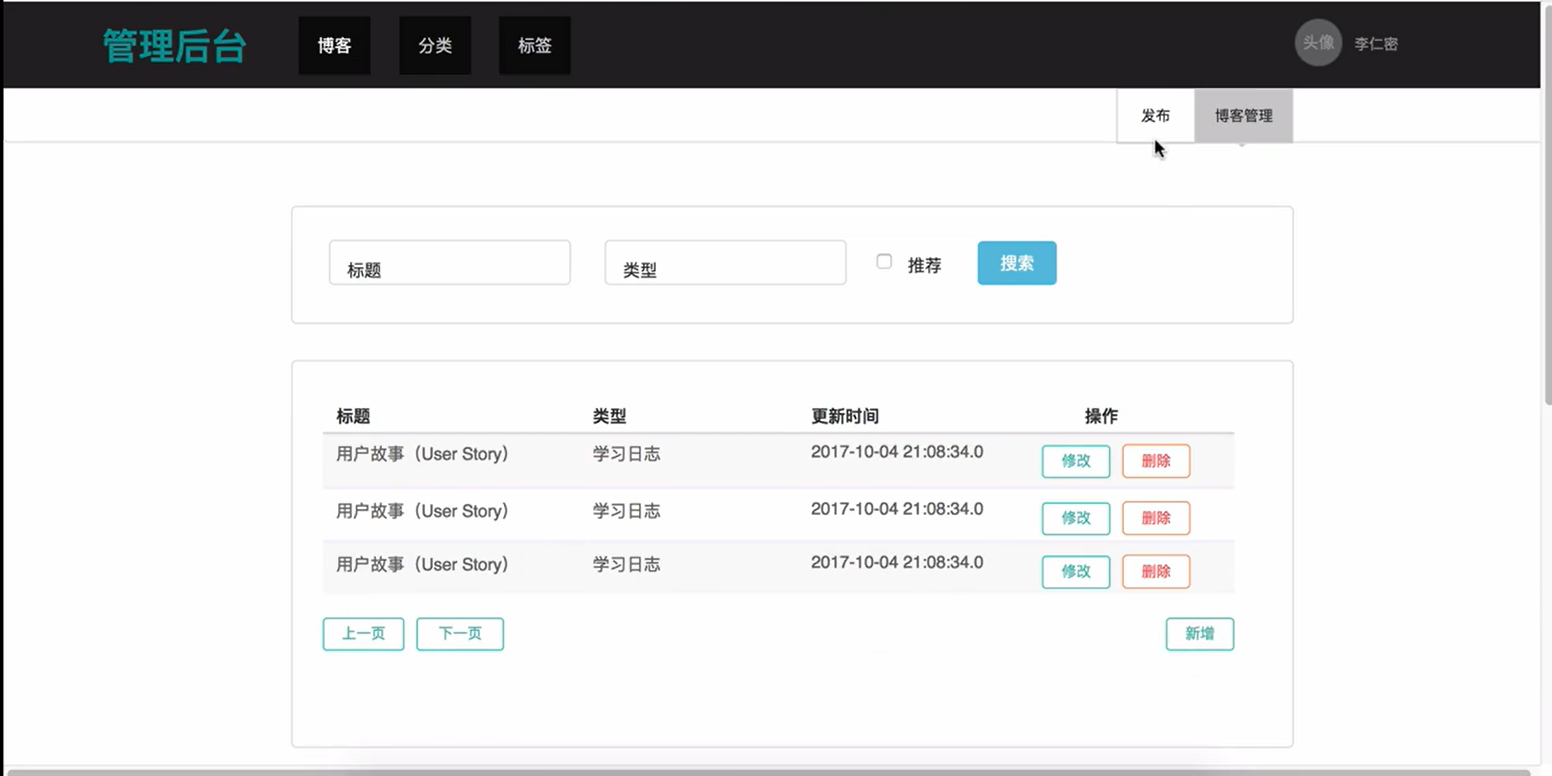 管理后台 博客 分类 标签 头像 李仁密
发布 博客管理
标题 类型 推荐 搜索
标题 类型 更新时间 操作
用户故事（User Story） 学习日志 2017-10-04 21:08:34.0 修改 删除
用户故事（User Story） 学习日志 2017-10-04 21:08:34.0 修改 删除
用户故事（User Story） 学习日志 2017-10-04 21:08:34.0 修改 删除
上一页 下一页 新增